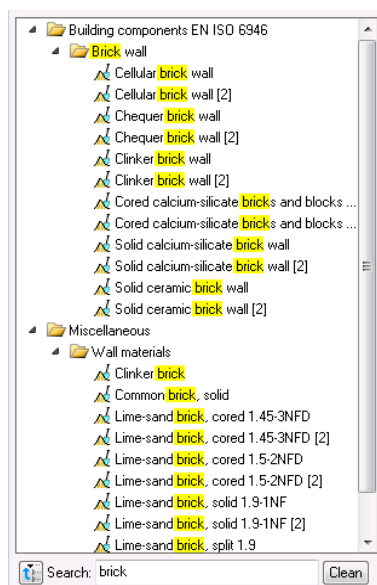 Building components EN ISO 6946
Brick wall
Cellular brick wall
Cellular brick wall [2]
Chequer brick wall
Chequer brick wall [2]
Clinker brick wall
Clinker brick wall [2]
Cored calcium-silicate bricks and blocks ...
Cored calcium-silicate bricks and blocks ...
Solid calcium-silicate brick wall
Solid calcium-silicate brick wall [2]
Solid ceramic brick wall
Solid ceramic brick wall [2]
Miscellaneous
Wall materials
Clinker brick
Common brick, solid
Lime-sand brick, cored 1.45-3NFD
Lime-sand brick, cored 1.45-3NFD [2]
Lime-sand brick, cored 1.5-2NFD
Lime-sand brick, cored 1.5-2NFD [2]
Lime-sand brick, solid 1.9-1NF
Lime-sand brick, solid 1.9-1NF [2]
Lime-sand brick, split 1.9
Search: brick Clean